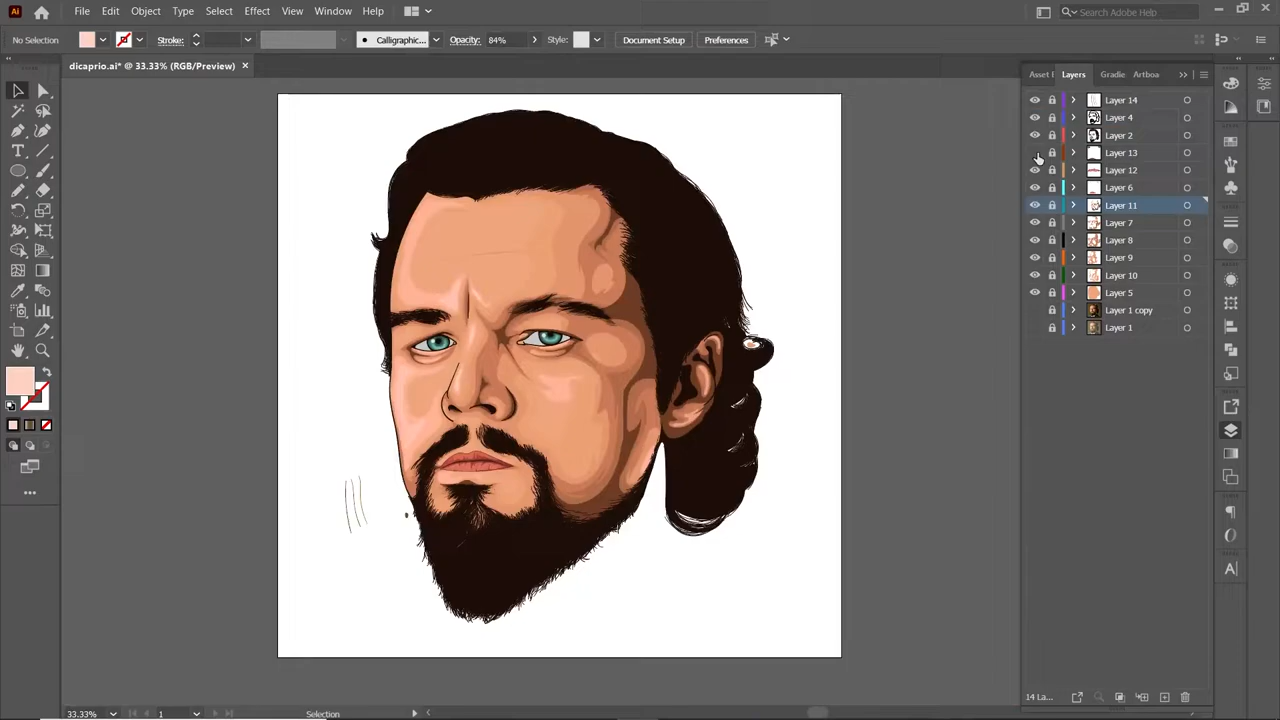 Ai File Edit Object Type Select Effect View Window Help Search Adobe Help
No Selection Stroke: Calligraphic... Opacity: 84% Style: Document Setup Preferences
dicaprio.ai* @ 33.33% (RGB/Preview) ×
Asset Layers Gradie Artboa
Layer 14
Layer 4
Layer 2
Layer 13
Layer 12
Layer 6
Layer 11
Layer 7
Layer 8
Layer 9
Layer 10
Layer 5
Layer 1 copy
Layer 1
14 La...
33.33% 1 Selection